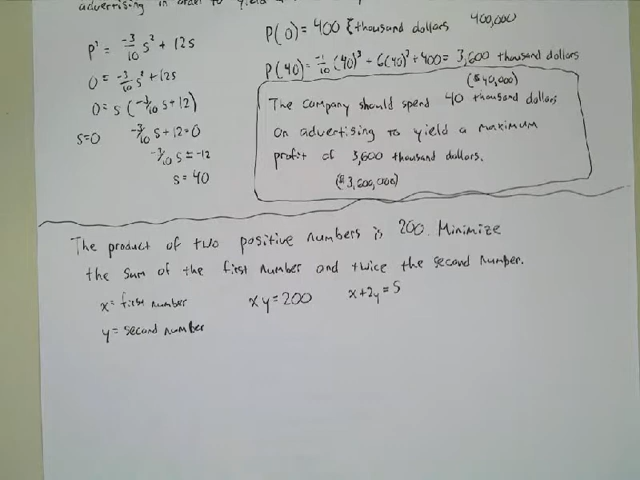 advertising in order to yield
P' = -3/10 s² + 12s
0 = -3/10 s² + 12s
0 = s (-3/10 s + 12)
s=0 -3/10 s + 12 = 0
-3/10 s = -12
s = 40
P(0) = 400 thousand dollars 400,000
P(40) = -1/10 (40)³ + 6(40)² + 400 = 3,600 thousand dollars
($40,000)
The company should spend 40 thousand dollars
on advertising to yield a maximum
profit of 3,600 thousand dollars.
($3,600,000)
The product of two positive numbers is 200. Minimize
the sum of the first number and twice the second number.
x = first number xy = 200 x + 2y = S
y = second number